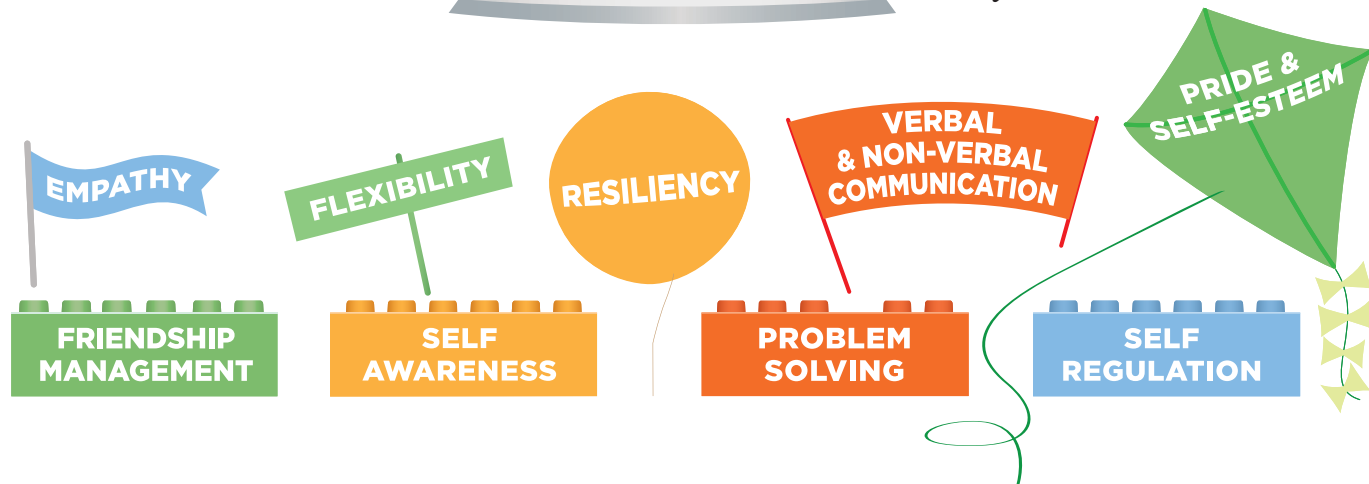 EMPATHY
FLEXIBILITY
RESILIENCY
VERBAL
& NON-VERBAL
COMMUNICATION
PRIDE &
SELF-ESTEEM
FRIENDSHIP
MANAGEMENT
SELF
AWARENESS
PROBLEM
SOLVING
SELF
REGULATION